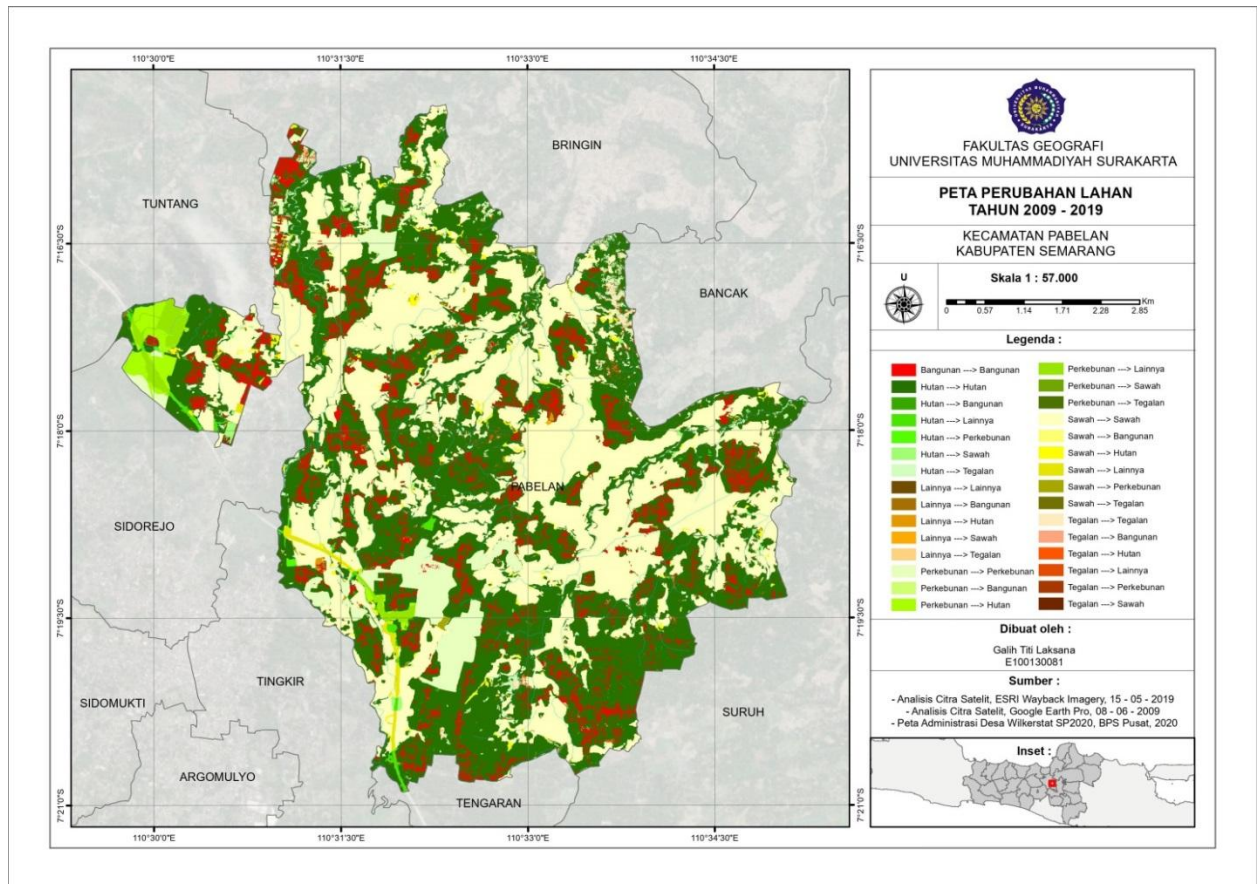 110°30'0"E
110°31'30"E
110°33'0"E
110°34'30"E
7°16'30"S
7°18'0"S
7°19'30"S
7°21'0"S
7°16'30"S
7°18'0"S
7°19'30"S
7°21'0"S
110°30'0"E
110°31'30"E
110°33'0"E
110°34'30"E
BRINGIN
TUNTANG
BANCAK
PABELAN
SIDOREJO
TINGKIR
SIDOMUKTI
SURUH
ARGOMULYO
TENGARAN
FAKULTAS GEOGRAFI
UNIVERSITAS MUHAMMADIYAH SURAKARTA
PETA PERUBAHAN LAHAN
TAHUN 2009 - 2019
KECAMATAN PABELAN
KABUPATEN SEMARANG
U
Skala 1 : 57.000
Km
0 0.57 1.14 1.71 2.28 2.85
Legenda :
Bangunan ---> Bangunan
Hutan ---> Hutan
Hutan ---> Bangunan
Hutan ---> Lainnya
Hutan ---> Perkebunan
Hutan ---> Sawah
Hutan ---> Tegalan
Lainnya ---> Lainnya
Lainnya ---> Bangunan
Lainnya ---> Hutan
Lainnya ---> Sawah
Lainnya ---> Tegalan
Perkebunan ---> Perkebunan
Perkebunan ---> Bangunan
Perkebunan ---> Hutan
Perkebunan ---> Lainnya
Perkebunan ---> Sawah
Perkebunan ---> Tegalan
Sawah ---> Sawah
Sawah ---> Bangunan
Sawah ---> Hutan
Sawah ---> Lainnya
Sawah ---> Perkebunan
Sawah ---> Tegalan
Tegalan ---> Tegalan
Tegalan ---> Bangunan
Tegalan ---> Hutan
Tegalan ---> Lainnya
Tegalan ---> Perkebunan
Tegalan ---> Sawah
Dibuat oleh :
Galih Titi Laksana
E100130081
Sumber :
- Analisis Citra Satelit, ESRI Wayback Imagery, 15 - 05 - 2019
- Analisis Citra Satelit, Google Earth Pro, 08 - 06 - 2009
- Peta Administrasi Desa Wilkerstat SP2020, BPS Pusat, 2020
Inset :